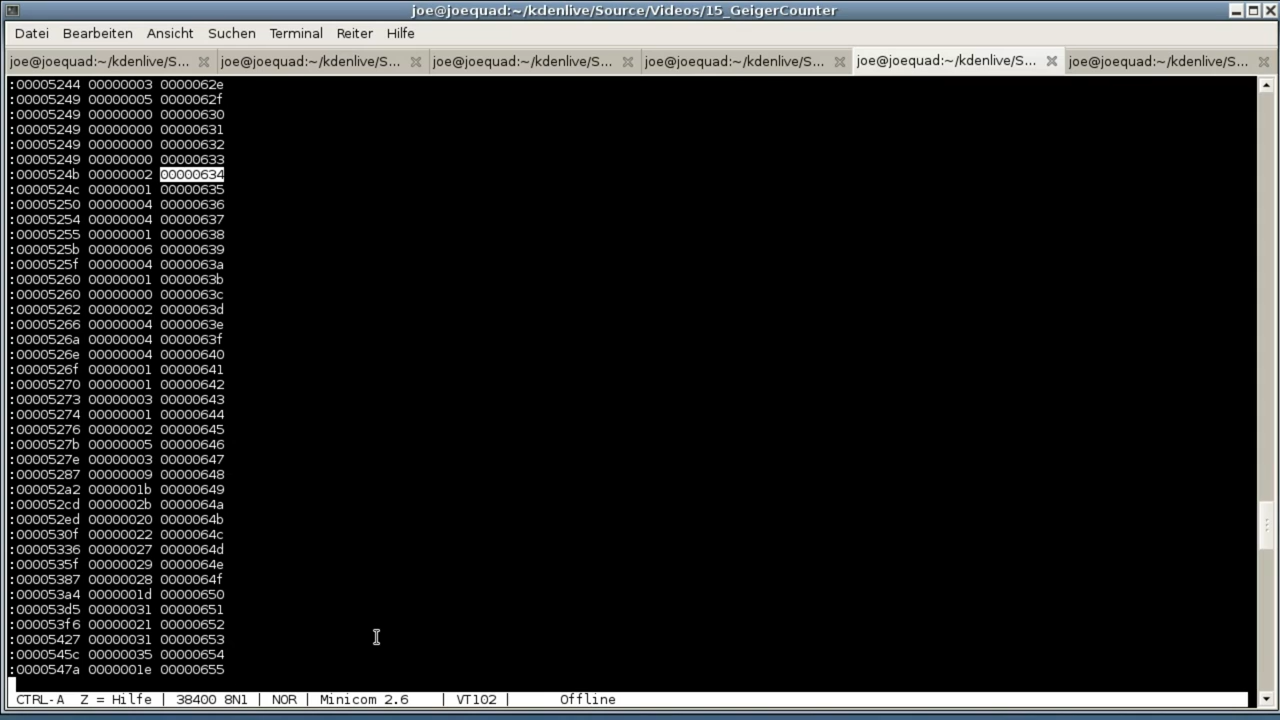 joe@joequad:~/kdenlive/Source/Videos/15_GeigerCounter
Datei Bearbeiten Ansicht Suchen Terminal Reiter Hilfe
joe@joequad:~/kdenlive/S... joe@joequad:~/kdenlive/S... joe@joequad:~/kdenlive/S... joe@joequad:~/kdenlive/S... joe@joequad:~/kdenlive/S... joe@joequad:~/kdenlive/S...
:00005244 00000003 0000062e
:00005249 00000005 0000062f
:00005249 00000000 00000630
:00005249 00000000 00000631
:00005249 00000000 00000632
:00005249 00000000 00000633
:0000524b 00000002 00000634
:0000524c 00000001 00000635
:00005250 00000004 00000636
:00005254 00000004 00000637
:00005255 00000001 00000638
:0000525b 00000006 00000639
:0000525f 00000004 0000063a
:00005260 00000001 0000063b
:00005260 00000000 0000063c
:00005262 00000002 0000063d
:00005266 00000004 0000063e
:0000526a 00000004 0000063f
:0000526e 00000004 00000640
:0000526f 00000001 00000641
:00005270 00000001 00000642
:00005273 00000003 00000643
:00005274 00000001 00000644
:00005276 00000002 00000645
:0000527b 00000005 00000646
:0000527e 00000003 00000647
:00005287 00000009 00000648
:000052a2 0000001b 00000649
:000052cd 0000002b 0000064a
:000052ed 00000020 0000064b
:0000530f 00000022 0000064c
:00005336 00000027 0000064d
:0000535f 00000029 0000064e
:00005387 00000028 0000064f
:000053a4 0000001d 00000650
:000053d5 00000031 00000651
:000053f6 00000021 00000652
:00005427 00000031 00000653
:0000545c 00000035 00000654
:0000547a 0000001e 00000655
CTRL-A Z = Hilfe | 38400 8N1 | NOR | Minicom 2.6 | VT102 | Offline